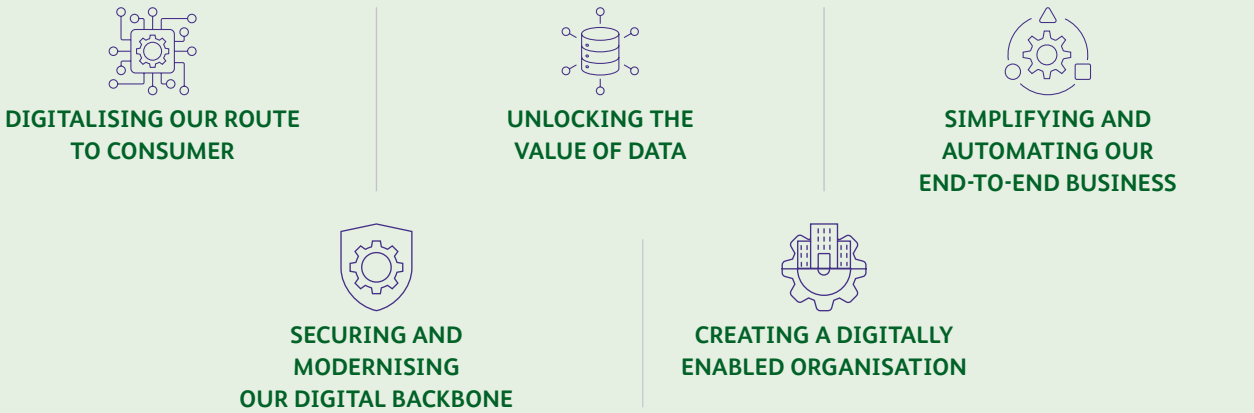 DIGITALISING OUR ROUTE
TO CONSUMER
UNLOCKING THE
VALUE OF DATA
SIMPLIFYING AND
AUTOMATING OUR
END-TO-END BUSINESS
SECURING AND
MODERNISING
OUR DIGITAL BACKBONE
CREATING A DIGITALLY
ENABLED ORGANISATION